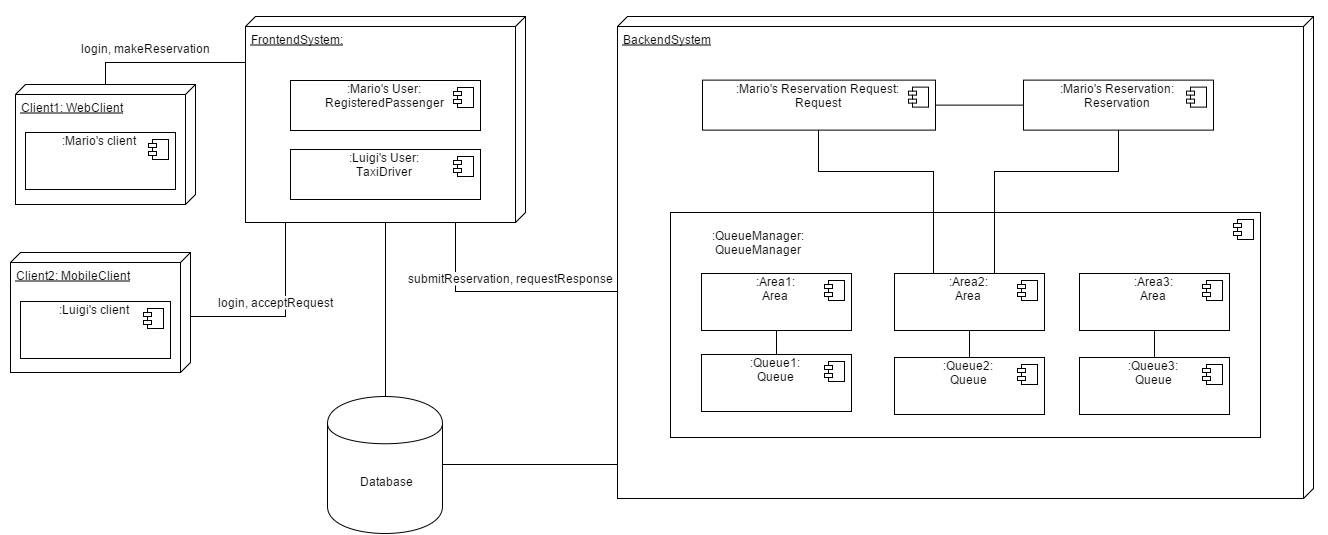 login, makeReservation
Client1: WebClient
:Mario's client
Client2: MobileClient
:Luigi's client
login, acceptRequest
FrontendSystem:
:Mario's User:
RegisteredPassenger
:Luigi's User:
TaxiDriver
submitReservation, requestResponse
Database
BackendSystem
:Mario's Reservation Request:
Request
:Mario's Reservation:
Reservation
:QueueManager:
QueueManager
:Area1:
Area
:Area2:
Area
:Area3:
Area
:Queue1:
Queue
:Queue2:
Queue
:Queue3:
Queue